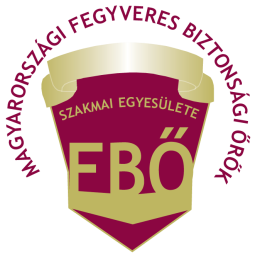 MAGYARORSZÁGI FEGYVERES BIZTONSÁGI ŐRÖK
SZAKMAI EGYESÜLETE
FBŐ